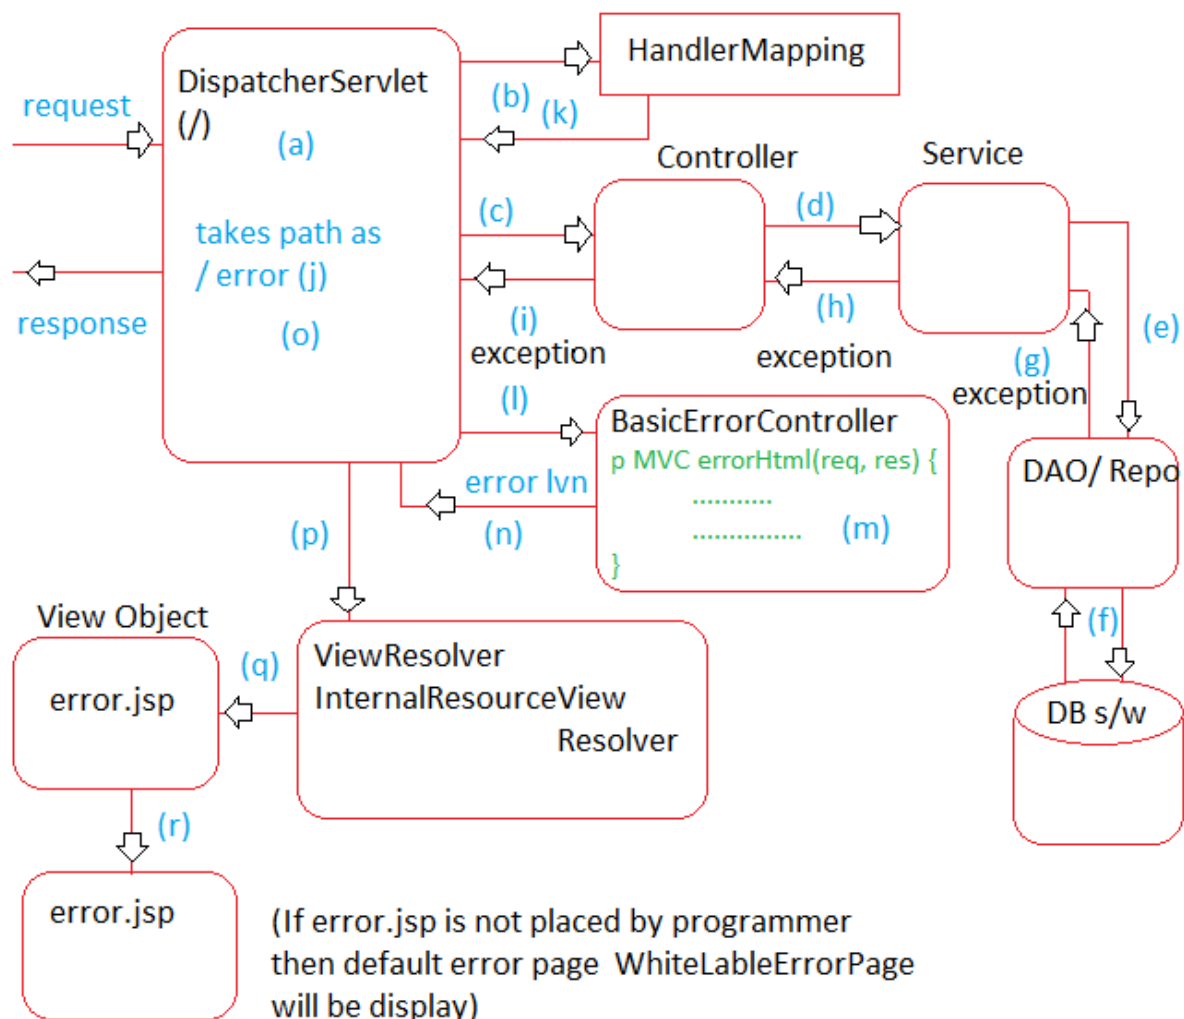 HandlerMapping
DispatcherServlet
(/)
request
(a)
(b)
(k)
Controller
Service
(c)
(d)
takes path as
/ error (j)
response
(o)
(i)
exception
(h)
exception
(g)
exception
(e)
(l)
BasicErrorController
p MVC errorHtml(req, res) {
...........
...............
(m)
}
error lvn
(n)
DAO/ Repo
(p)
(f)
View Object
error.jsp
(q)
ViewResolver
InternalResourceView
Resolver
DB s/w
(r)
error.jsp
(If error.jsp is not placed by programmer
then default error page WhiteLableErrorPage
will be display)